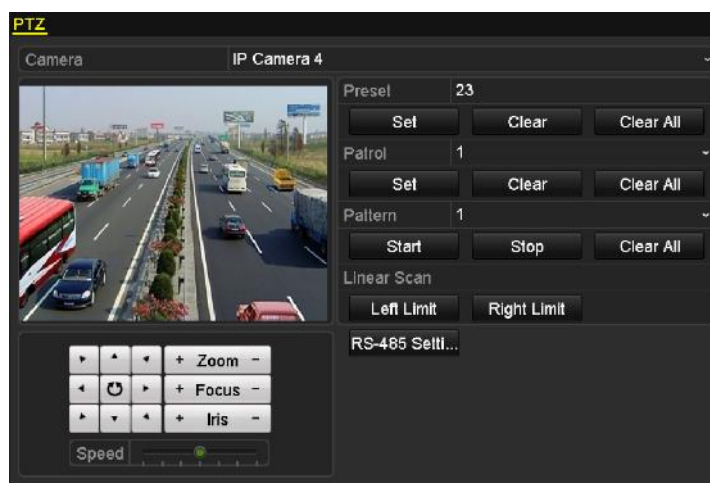 PTZ
Camera IP Camera 4
Preset 23
Set Clear Clear All
Patrol 1
Set Clear Clear All
Pattern 1
Start Stop Clear All
Linear Scan
Left Limit Right Limit
RS-485 Setti...
+ Zoom -
+ Focus -
+ Iris -
Speed